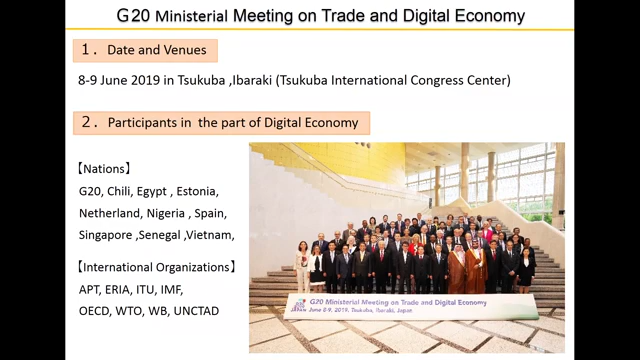 G20 Ministerial Meeting on Trade and Digital Economy
1. Date and Venues
8-9 June 2019 in Tsukuba ,Ibaraki (Tsukuba International Congress Center)
2. Participants in the part of Digital Economy
【Nations】
G20, Chili, Egypt , Estonia,
Netherland, Nigeria , Spain,
Singapore ,Senegal ,Vietnam,
【International Organizations】
APT, ERIA, ITU, IMF,
OECD, WTO, WB, UNCTAD
G20 Ministerial Meeting on Trade and Digital Economy
June 8-9, 2019. Tsukuba, Ibaraki, Japan